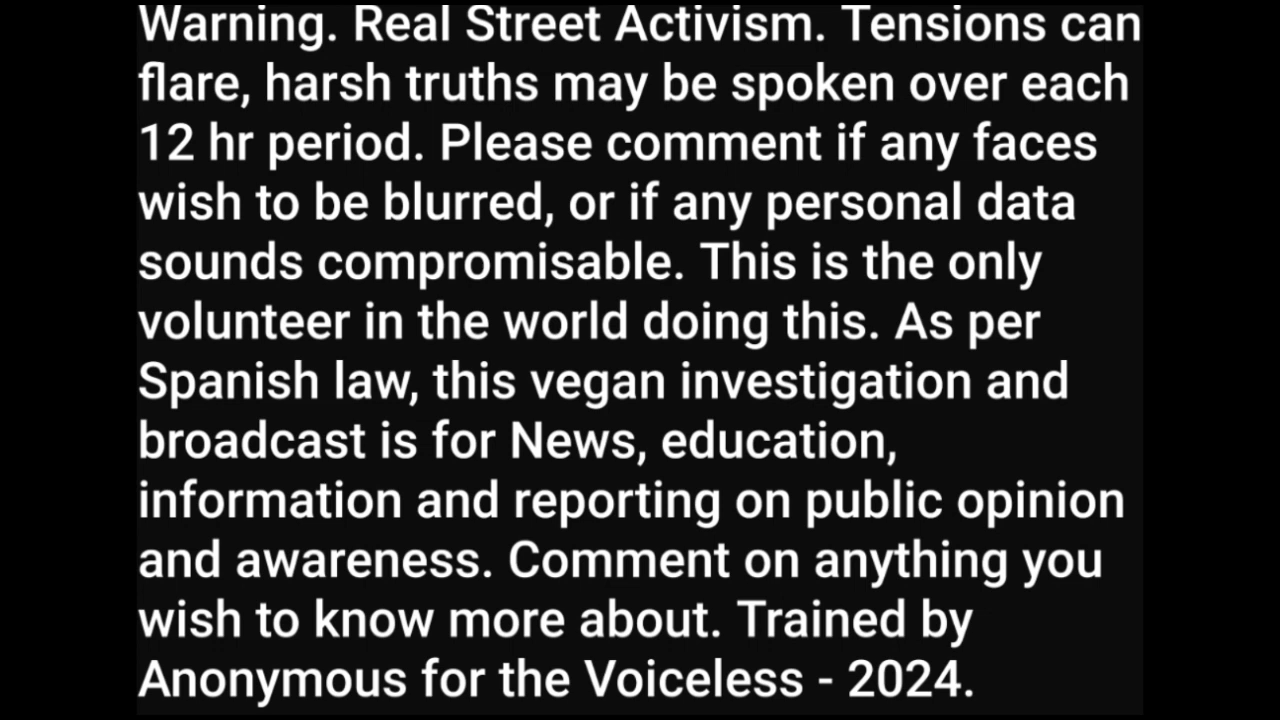 Warning. Real Street Activism. Tensions can
flare, harsh truths may be spoken over each
12 hr period. Please comment if any faces
wish to be blurred, or if any personal data
sounds compromisable. This is the only
volunteer in the world doing this. As per
Spanish law, this vegan investigation and
broadcast is for News, education,
information and reporting on public opinion
and awareness. Comment on anything you
wish to know more about. Trained by
Anonymous for the Voiceless - 2024.